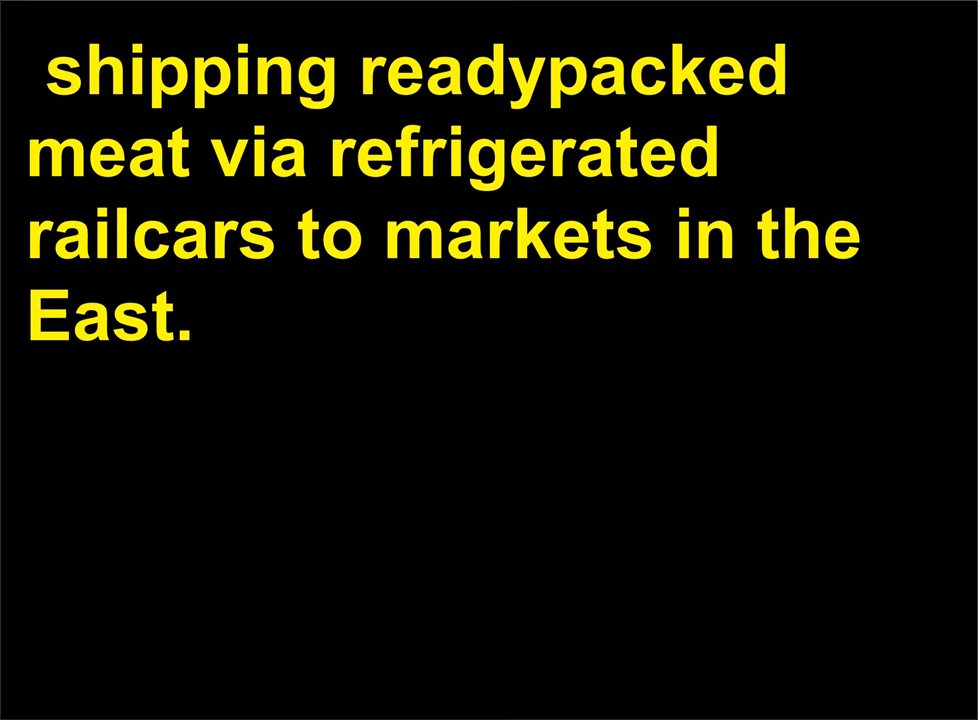 shipping readypacked
meat via refrigerated
railcars to markets in the
East.